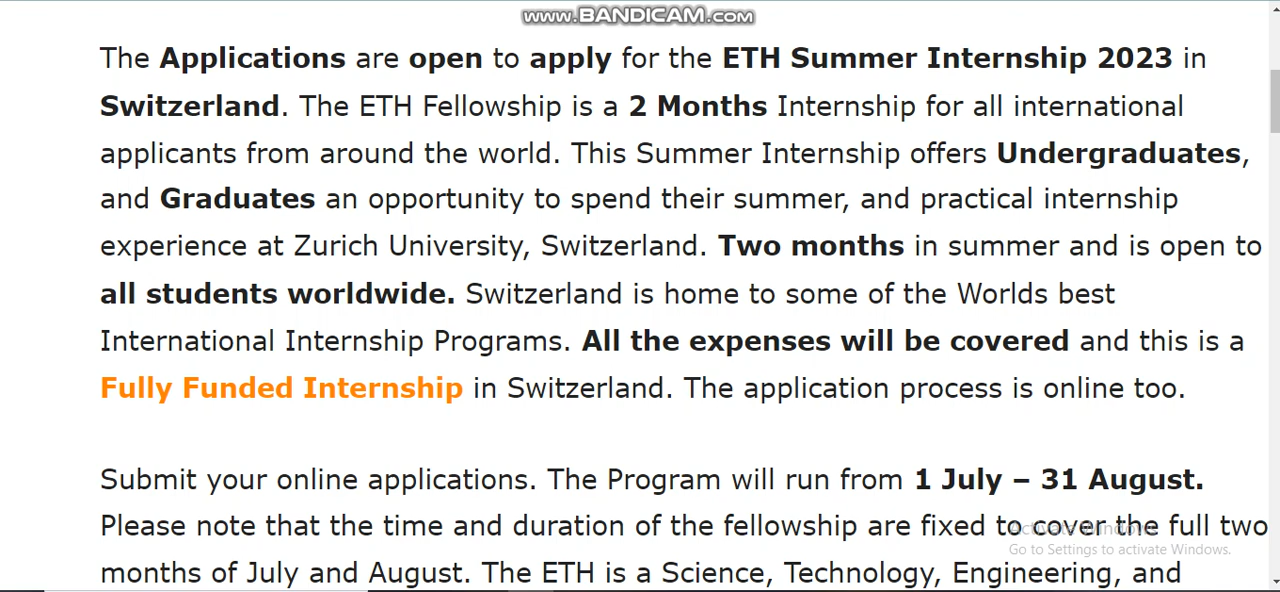 www.BANDICAM.com
The Applications are open to apply for the ETH Summer Internship 2023 in
Switzerland. The ETH Fellowship is a 2 Months Internship for all international
applicants from around the world. This Summer Internship offers Undergraduates,
and Graduates an opportunity to spend their summer, and practical internship
experience at Zurich University, Switzerland. Two months in summer and is open to
all students worldwide. Switzerland is home to some of the Worlds best
International Internship Programs. All the expenses will be covered and this is a
Fully Funded Internship in Switzerland. The application process is online too.
Submit your online applications. The Program will run from 1 July – 31 August.
Please note that the time and duration of the fellowship are fixed to cover the full two
Activate Windows
Go to Settings to activate Windows.
months of July and August. The ETH is a Science, Technology, Engineering, and